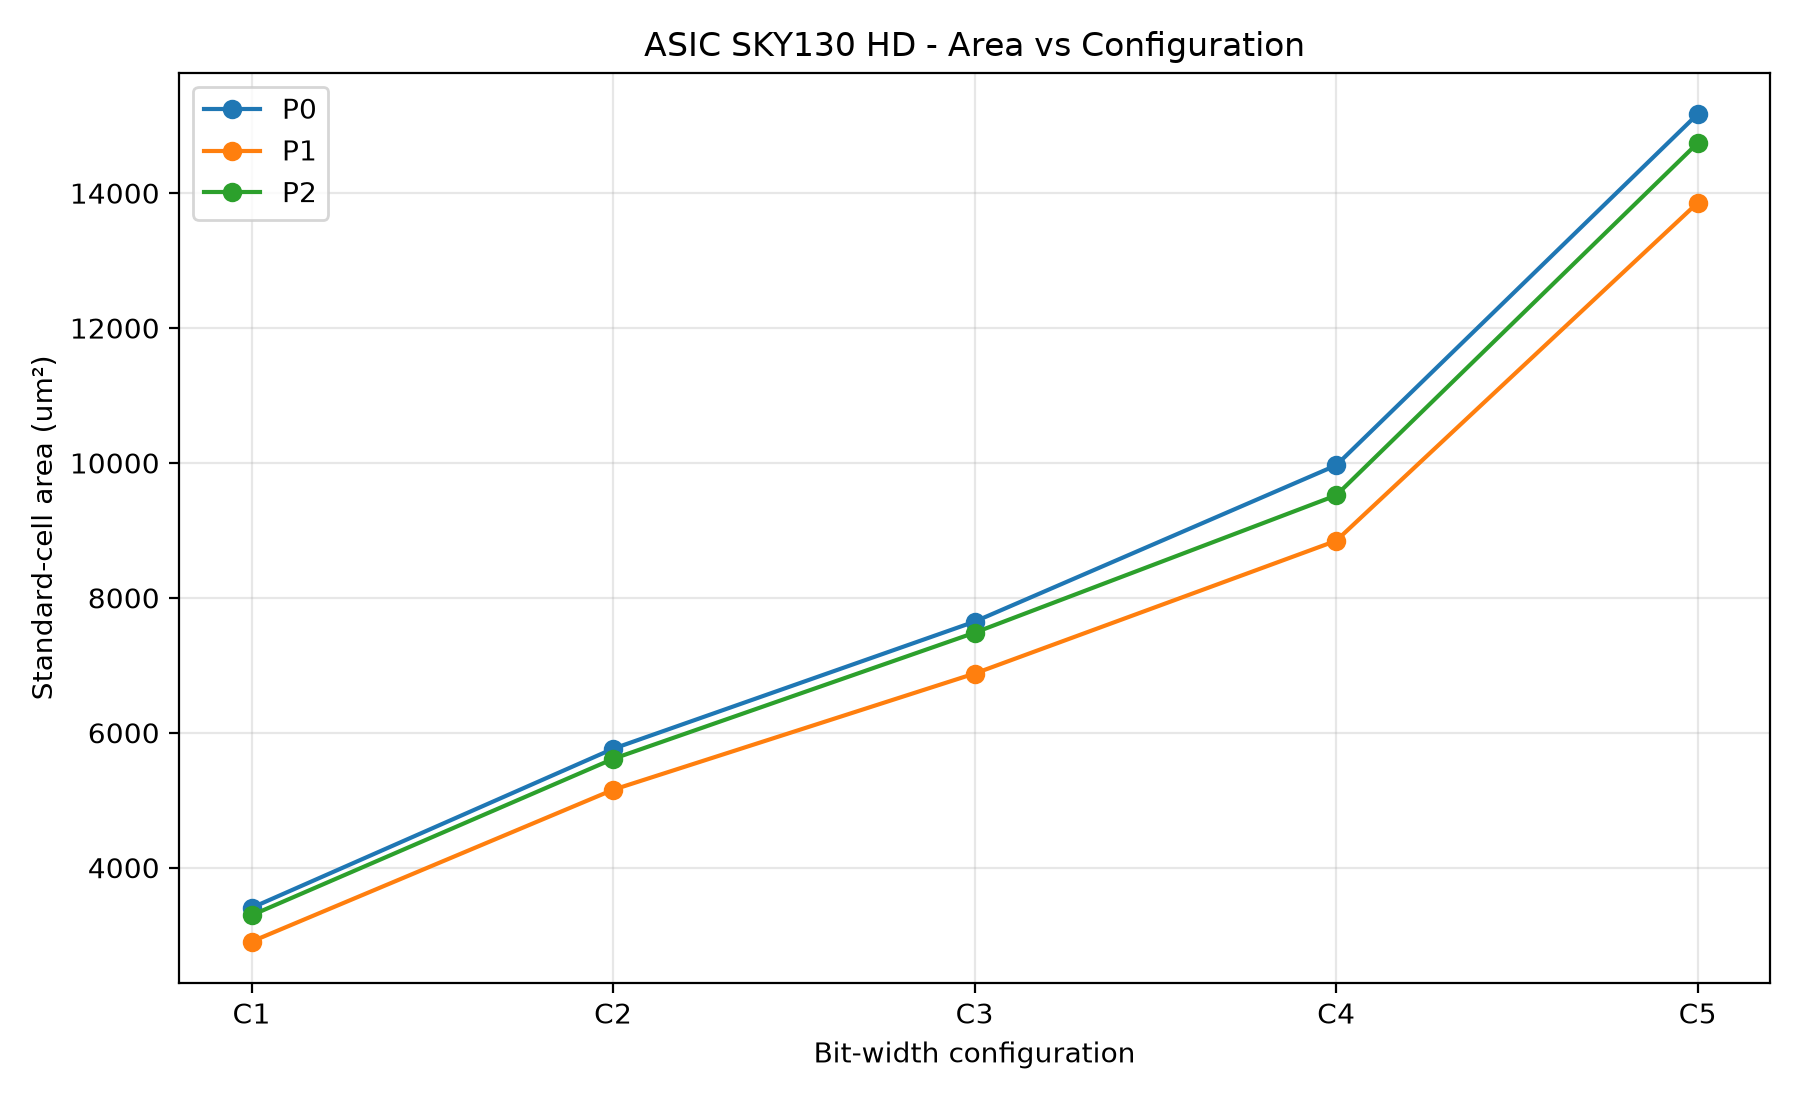 ASIC SKY130 HD - Area vs Configuration
P0
P1
P2
14000
12000
10000
8000
6000
4000
Standard-cell area (um²)
C1 C2 C3 C4 C5
Bit-width configuration